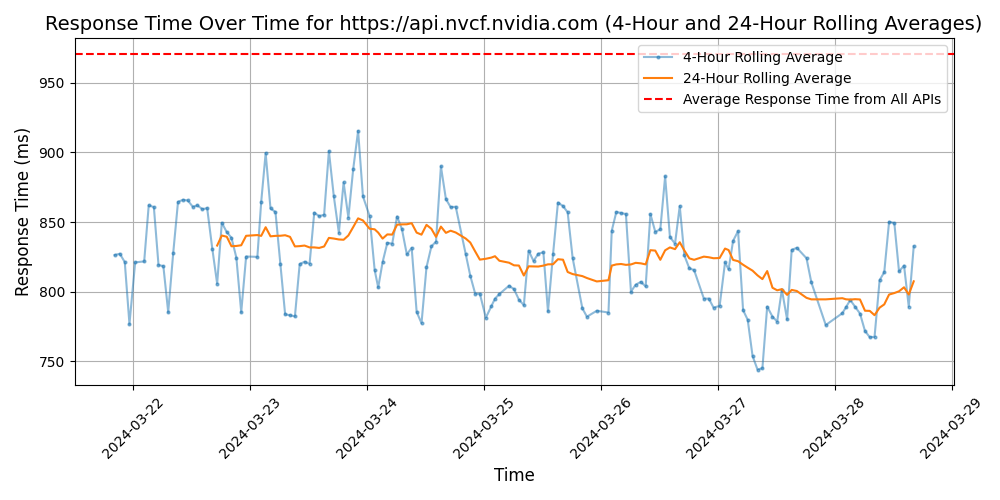 Response Time Over Time for https://api.nvcf.nvidia.com (4-Hour and 24-Hour Rolling Averages)
4-Hour Rolling Average
24-Hour Rolling Average
Average Response Time from All APIs
Response Time (ms)
950
900
850
800
750
2024-03-22
2024-03-23
2024-03-24
2024-03-25
2024-03-26
2024-03-27
2024-03-28
2024-03-29
Time